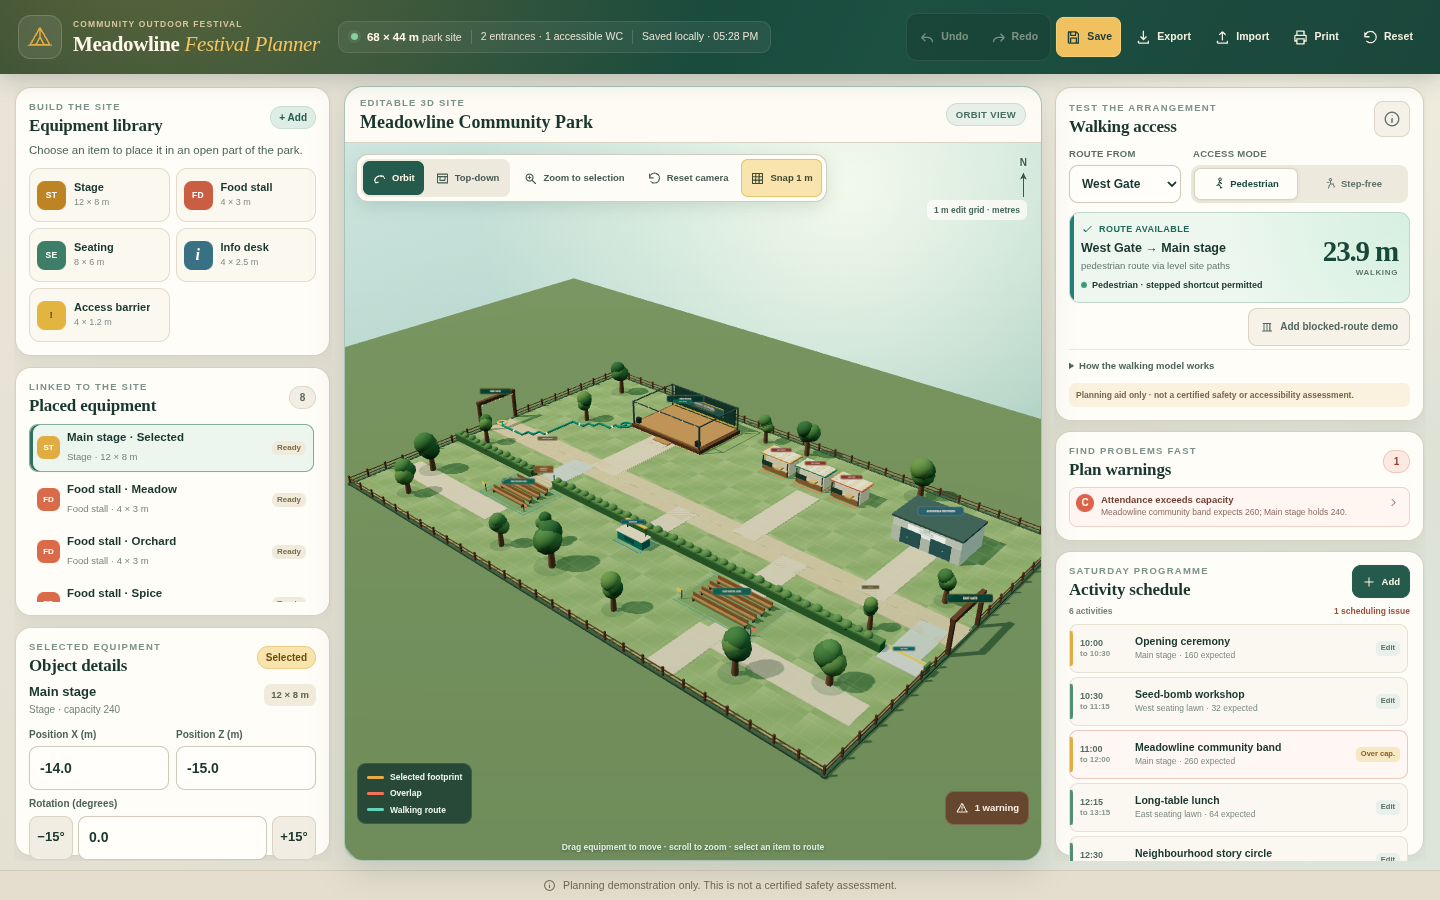 COMMUNITY OUTDOOR FESTIVAL
Meadowline Festival Planner
68 × 44 m park site
2 entrances · 1 accessible WC
Saved locally · 05:28 PM
Undo
Redo
Save
Export
Import
Print
Reset
BUILD THE SITE
Equipment library
+ Add
Choose an item to place it in an open part of the park.
ST
Stage
12 × 8 m
FD
Food stall
4 × 3 m
SE
Seating
8 × 6 m
i
Info desk
4 × 2.5 m
!
Access barrier
4 × 1.2 m
LINKED TO THE SITE
Placed equipment
8
ST
Main stage · Selected
Stage · 12 × 8 m
Ready
FD
Food stall · Meadow
Food stall · 4 × 3 m
Ready
FD
Food stall · Orchard
Food stall · 4 × 3 m
Ready
Food stall · Spice
SELECTED EQUIPMENT
Object details
Selected
Main stage
12 × 8 m
Stage · capacity 240
Position X (m)
Position Z (m)
-14.0
-15.0
Rotation (degrees)
−15°
0.0
+15°
EDITABLE 3D SITE
Meadowline Community Park
ORBIT VIEW
Orbit
Top-down
Zoom to selection
Reset camera
Snap 1 m
N
1 m edit grid · metres
Selected footprint
Overlap
Walking route
1 warning
Drag equipment to move · scroll to zoom · select an item to route
TEST THE ARRANGEMENT
Walking access
ROUTE FROM
ACCESS MODE
West Gate
Pedestrian
Step-free
ROUTE AVAILABLE
West Gate → Main stage
pedestrian route via level site paths
Pedestrian · stepped shortcut permitted
23.9 m
WALKING
Add blocked-route demo
How the walking model works
Planning aid only · not a certified safety or accessibility assessment.
FIND PROBLEMS FAST
Plan warnings
1
C
Attendance exceeds capacity
Meadowline community band expects 260; Main stage holds 240.
SATURDAY PROGRAMME
Activity schedule
Add
6 activities
1 scheduling issue
10:00
to 10:30
Opening ceremony
Main stage · 160 expected
Edit
10:30
to 11:15
Seed-bomb workshop
West seating lawn · 32 expected
Edit
11:00
to 12:00
Meadowline community band
Main stage · 260 expected
Over cap.
12:15
to 13:15
Long-table lunch
East seating lawn · 64 expected
Edit
12:30
Neighbourhood story circle
Edit
Planning demonstration only. This is not a certified safety assessment.